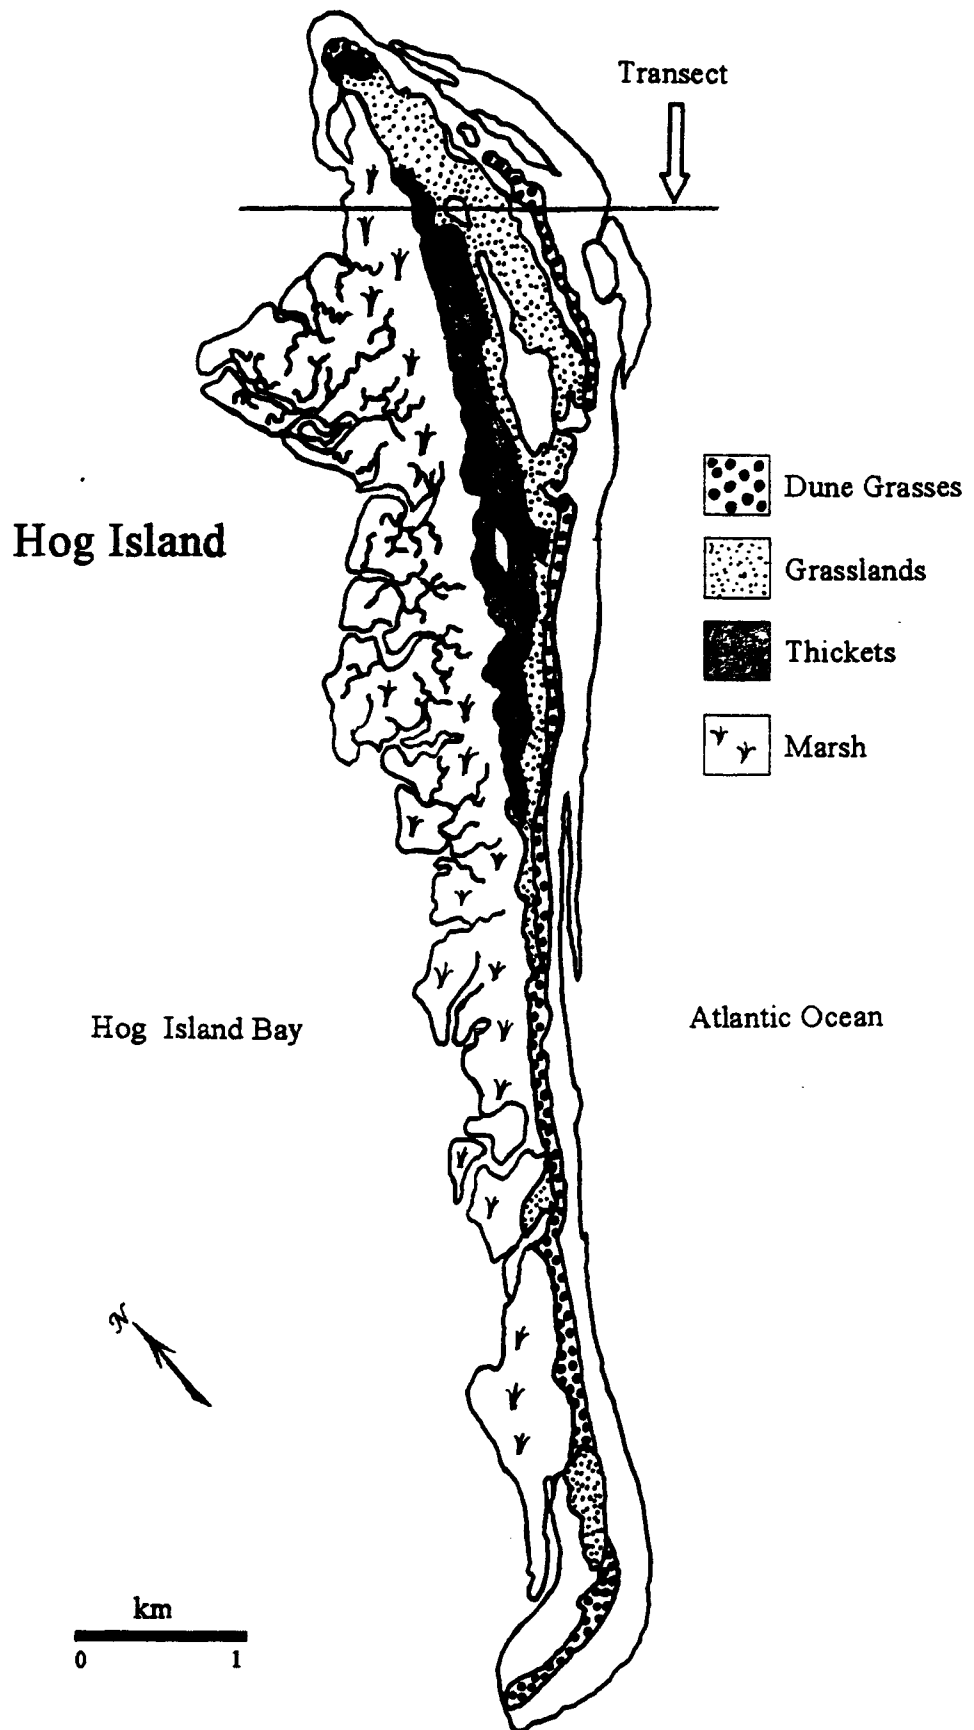 Transect
Dune Grasses
Hog Island
Grasslands
Thickets
Marsh
Hog Island Bay
Atlantic Ocean
N
km
0 1